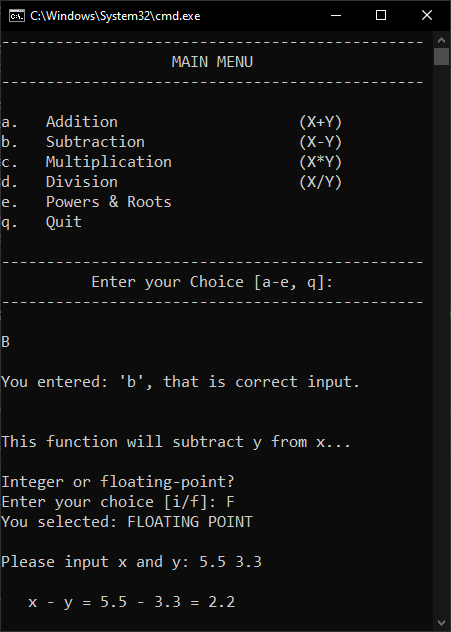 C:\Windows\System32\cmd.exe
-----------------------------------------------
MAIN MENU
-----------------------------------------------
a. Addition (X+Y)
b. Subtraction (X-Y)
c. Multiplication (X*Y)
d. Division (X/Y)
e. Powers & Roots
q. Quit
-----------------------------------------------
Enter your Choice [a-e, q]:
-----------------------------------------------
B
You entered: 'b', that is correct input.
This function will subtract y from x...
Integer or floating-point?
Enter your choice [i/f]: F
You selected: FLOATING POINT
Please input x and y: 5.5 3.3
x - y = 5.5 - 3.3 = 2.2